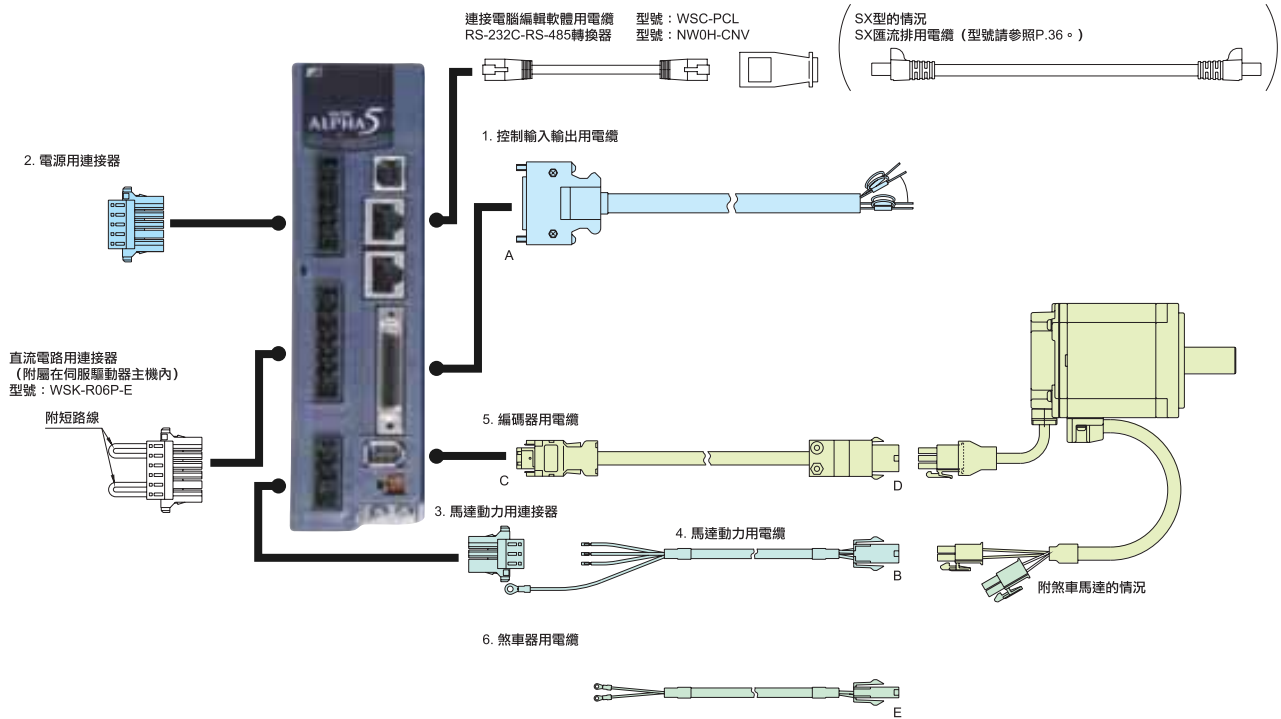 連接電腦編輯軟體用電纜 型號：WSC-PCL
RS-232C-RS-485轉換器 型號：NW0H-CNV
SX型的情況
SX匯流排用電纜（型號請參照P.36。）
ALPHA5
1. 控制輸入輸出用電纜
A
2. 電源用連接器
直流電路用連接器
（附屬在伺服驅動器主機內）
型號：WSK-R06P-E
附短路線
5. 編碼器用電纜
C
D
3. 馬達動力用連接器
4. 馬達動力用電纜
B
附煞車馬達的情況
6. 煞車器用電纜
E